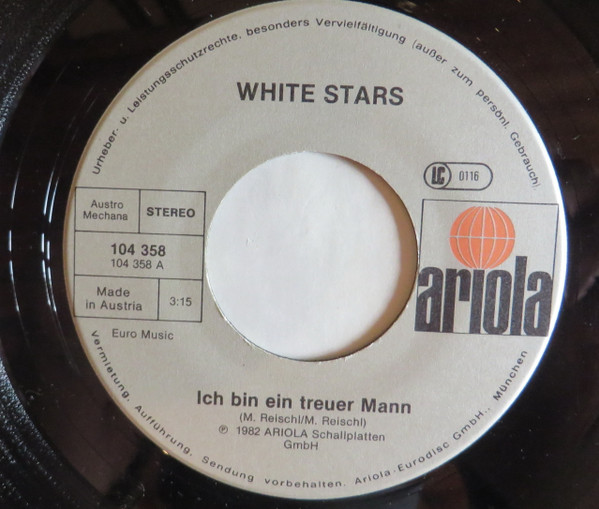 Urheber- u. Leistungsschutzrechte, besonders Vervielfältigung (außer zum persönl. Gebrauch),
WHITE STARS
LC 0116
Austro
Mechana
STEREO
104 358
104 358 A
Made
in Austria
3:15
Euro Music
ariola
Ich bin ein treuer Mann
(M. Reischl/M. Reischl)
℗ 1982 ARIOLA Schallplatten
GmbH
Vermietung, Aufführung, Sendung vorbehalten. Ariola-Eurodisc GmbH., München